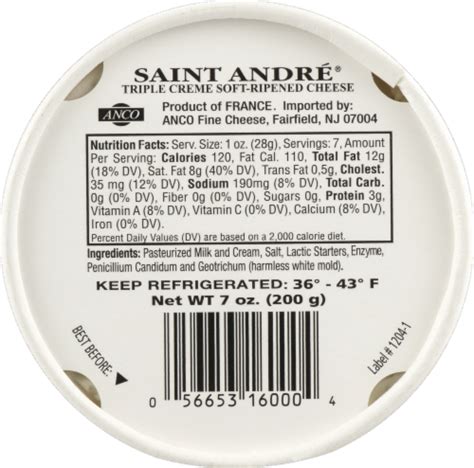 SAINT ANDRÉ®
TRIPLE CREME SOFT-RIPENED CHEESE
ANCO
Product of FRANCE. Imported by:
ANCO Fine Cheese, Fairfield, NJ 07004
Nutrition Facts: Serv. Size: 1 oz. (28g), Servings: 7, Amount
Per Serving: Calories 120, Fat Cal. 110, Total Fat 12g
(18% DV), Sat. Fat 8g (40% DV), Trans Fat 0,5g, Cholest.
35 mg (12% DV), Sodium 190mg (8% DV), Total Carb.
0g (0% DV), Fiber 0g (0% DV), Sugars 0g, Protein 3g,
Vitamin A (8% DV), Vitamin C (0% DV), Calcium (8% DV),
Iron (0% DV).
Percent Daily Values (DV) are based on a 2,000 calorie diet.
Ingredients: Pasteurized Milk and Cream, Salt, Lactic Starters, Enzyme,
Penicillium Candidum and Geotrichum (harmless white mold).
KEEP REFRIGERATED: 36° - 43° F
Net WT 7 oz. (200 g)
BEST BEFORE:
Label # 1204-1
0 56653 16000 4